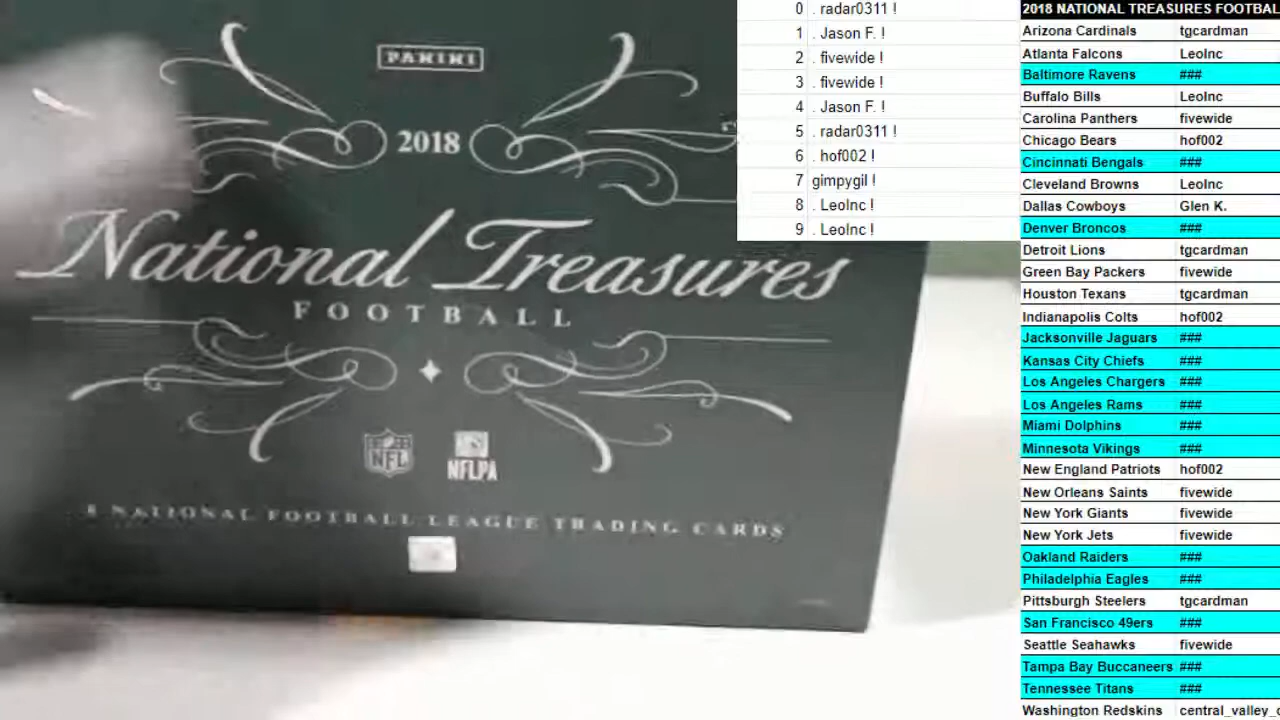 PANINI
2018
National Treasures
FOOTBALL
NFL
NFLPA
NATIONAL FOOTBALL LEAGUE TRADING CARDS
0 . radar0311 !
1 . Jason F. !
2 . fivewide !
3 . fivewide !
4 . Jason F. !
5 . radar0311 !
6 . hof002 !
7 gimpygil !
8 . LeoInc !
9 . LeoInc !
2018 NATIONAL TREASURES FOOTBAL
Arizona Cardinals tgcardman
Atlanta Falcons LeoInc
Baltimore Ravens ###
Buffalo Bills LeoInc
Carolina Panthers fivewide
Chicago Bears hof002
Cincinnati Bengals ###
Cleveland Browns LeoInc
Dallas Cowboys Glen K.
Denver Broncos ###
Detroit Lions tgcardman
Green Bay Packers fivewide
Houston Texans tgcardman
Indianapolis Colts hof002
Jacksonville Jaguars ###
Kansas City Chiefs ###
Los Angeles Chargers ###
Los Angeles Rams ###
Miami Dolphins ###
Minnesota Vikings ###
New England Patriots hof002
New Orleans Saints fivewide
New York Giants fivewide
New York Jets fivewide
Oakland Raiders ###
Philadelphia Eagles ###
Pittsburgh Steelers tgcardman
San Francisco 49ers ###
Seattle Seahawks fivewide
Tampa Bay Buccaneers ###
Tennessee Titans ###
Washington Redskins central_valley_